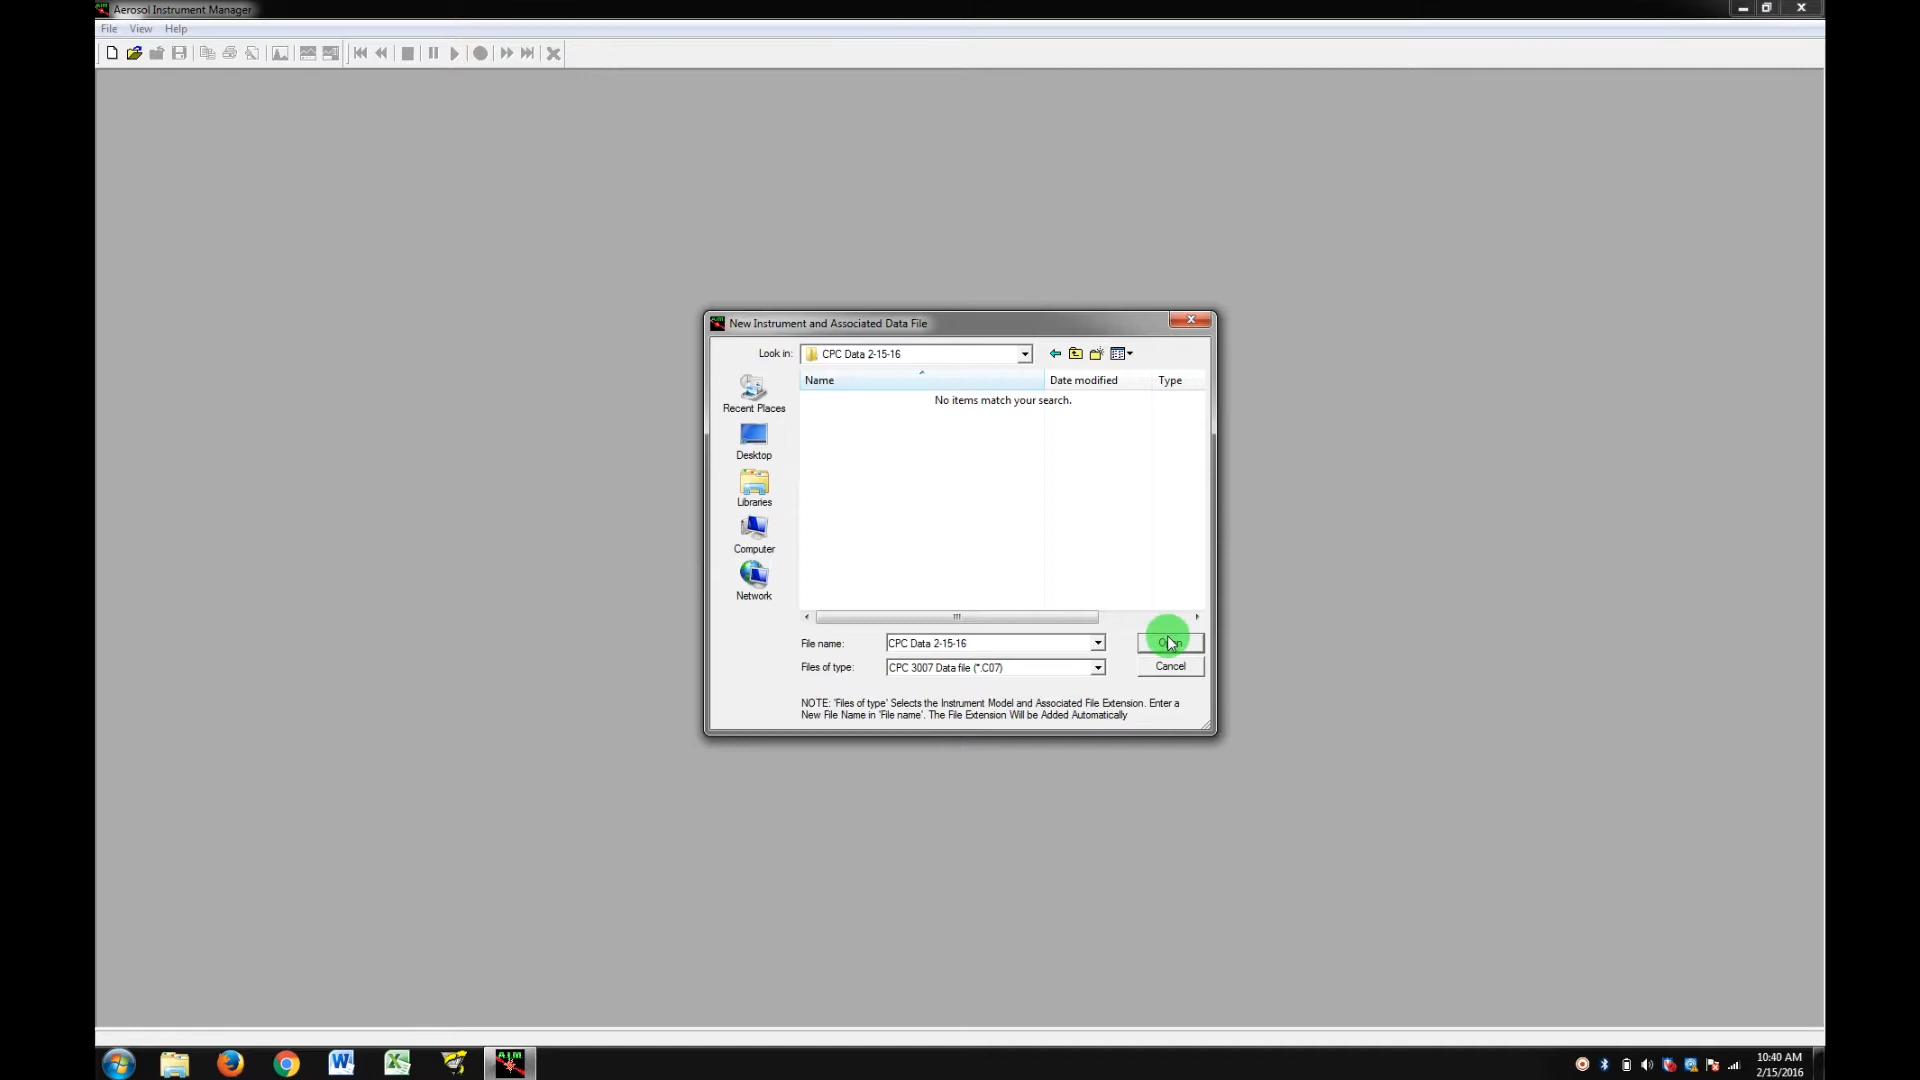 Aerosol Instrument Manager
File View Help
New Instrument and Associated Data File
Look in: CPC Data 2-15-16
Name Date modified Type
No items match your search.
Recent Places
Desktop
Libraries
Computer
Network
File name: CPC Data 2-15-16
Files of type: CPC 3007 Data file (*.C07)
Cancel
NOTE: 'Files of type' Selects the Instrument Model and Associated File Extension. Enter a
New File Name in 'File name'. The File Extension Will be Added Automatically
AIM
10:40 AM
2/15/2016